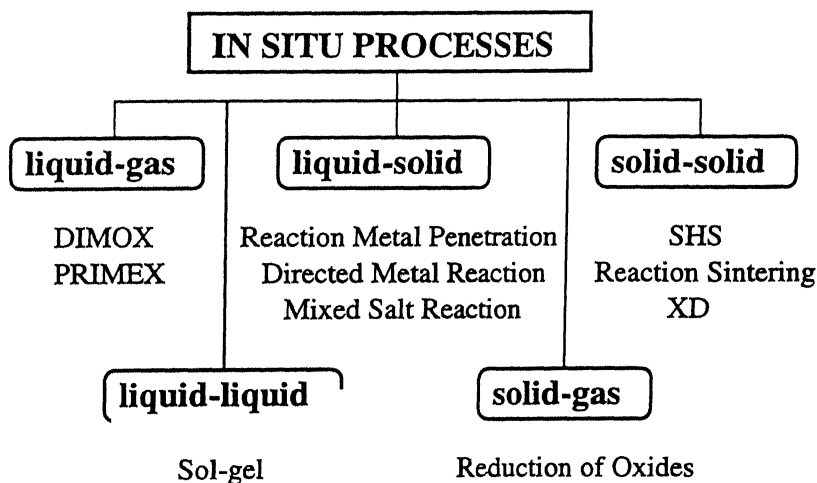 IN SITU PROCESSES
liquid-gas
DIMOX
PRIMEX
liquid-solid
Reaction Metal Penetration
Directed Metal Reaction
Mixed Salt Reaction
solid-solid
SHS
Reaction Sintering
XD
liquid-liquid
Sol-gel
solid-gas
Reduction of Oxides